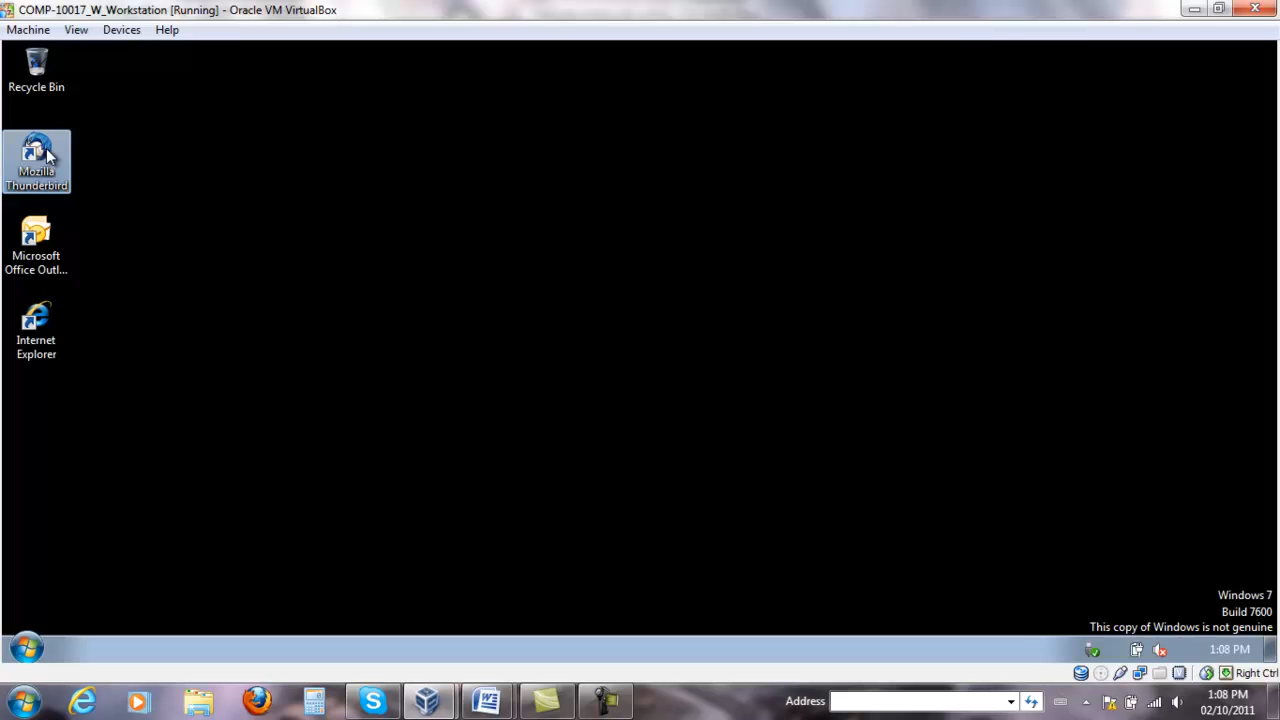 COMP-10017_W_Workstation [Running] - Oracle VM VirtualBox
Machine View Devices Help
Recycle Bin
Mozilla
Thunderbird
Microsoft
Office Outl...
Internet
Explorer
Windows 7
Build 7600
This copy of Windows is not genuine
1:08 PM
Right Ctrl
Address
1:08 PM
02/10/2011